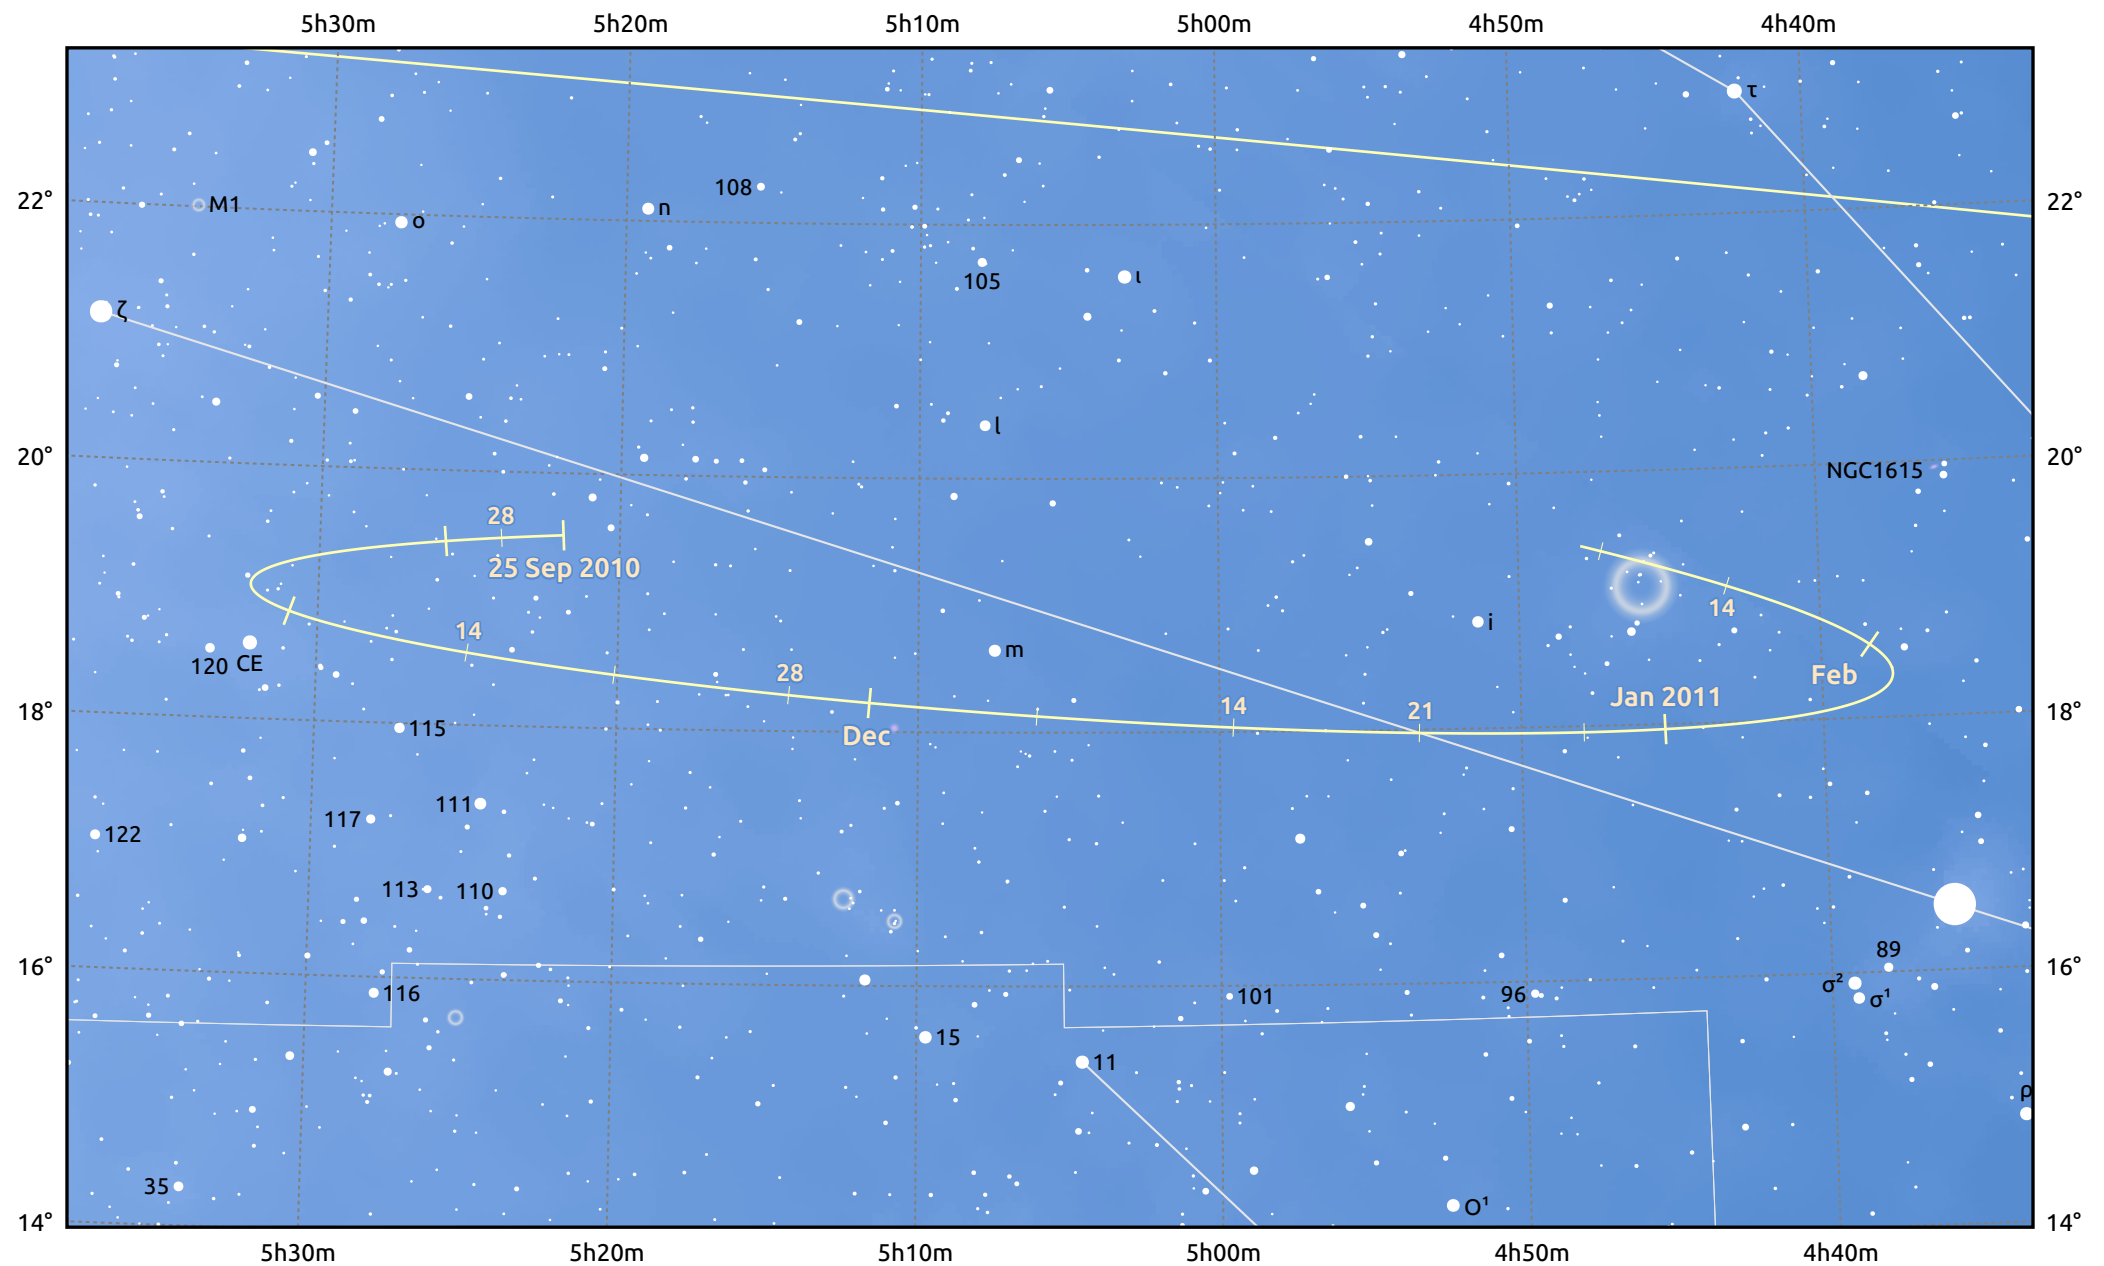 5h30m 5h20m 5h10m 5h00m 4h50m 4h40m
τ
108
22° M1 ο n 22°
105 ι
ζ
l
20° NGC1615 20°
28
25 Sep 2010
14
14
i
120 CE m
28 Feb
Jan 2011
14 21
18° 18°
115 Dec
111
117
122
113 110
89
16° 16°
116 101 96 σ² σ¹
15
11
ρ
35 Ο¹
14° 14°
5h30m 5h20m 5h10m 5h00m 4h50m 4h40m